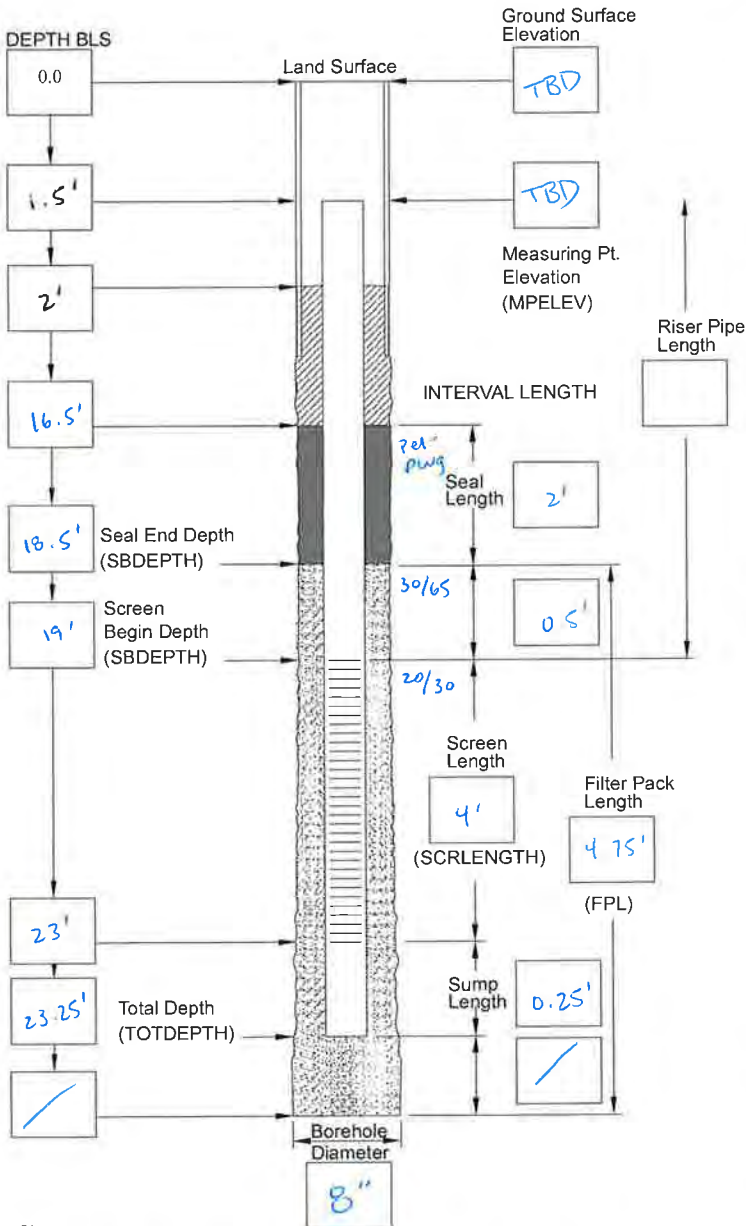 Ground Surface
Elevation
DEPTH BLS
0.0
Land Surface
TBD
1.5'
TBD
2'
Measuring Pt.
Elevation
(MPELEV)
Riser Pipe
Length
INTERVAL LENGTH
16.5'
Pel-
plug
Seal
Length
2'
18.5'
Seal End Depth
(SBDEPTH)
30/65
0 5'
19'
Screen
Begin Depth
(SBDEPTH)
20/30
Screen
Length
4'
(SCRLENGTH)
Filter Pack
Length
4 75'
(FPL)
23'
Sump
Length
0.25'
23.25'
Total Depth
(TOTDEPTH)
/
/
Borehole
Diameter
8"